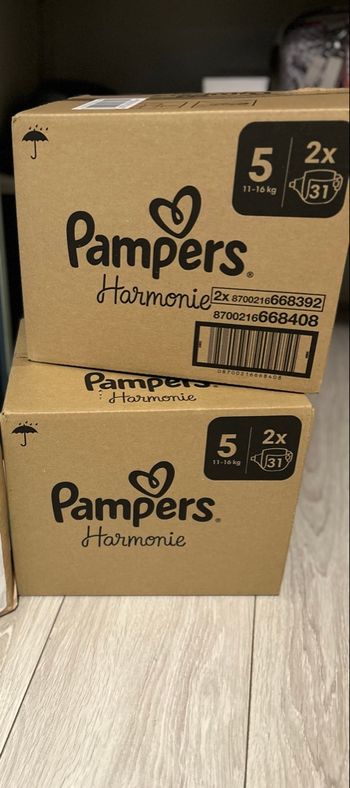 5
2x
11-16 kg
31
Pampers®
Harmonie
2x 8700216668392
8700216668408
08700216668408
Pampers.
Harmonie
5
2x
11-16 kg
31
Pampers®
Harmonie